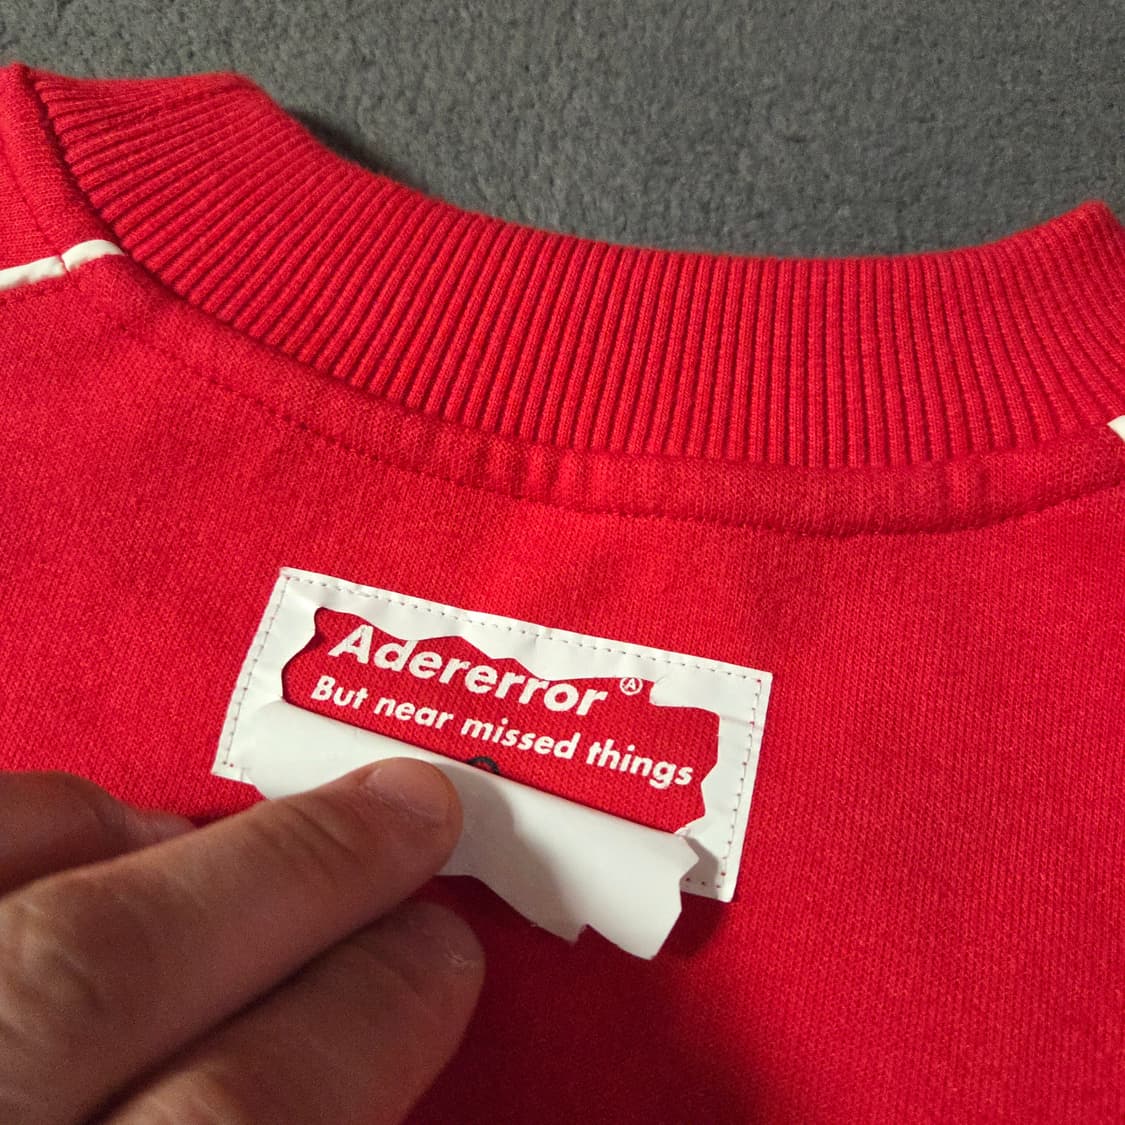 Adererror Ⓐ
But near missed things